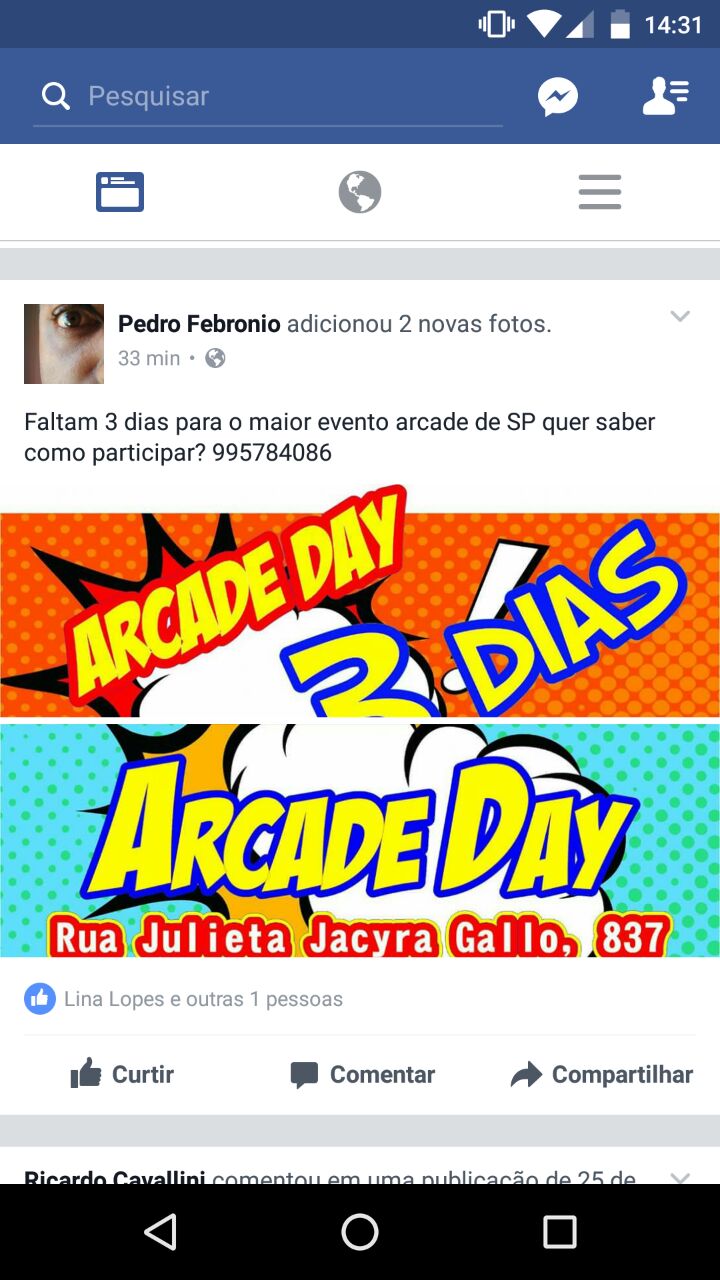 14:31
Pesquisar
Pedro Febronio adicionou 2 novas fotos.
33 min •
Faltam 3 dias para o maior evento arcade de SP quer saber
como participar? 995784086
ARCADE DAY
! 3 DIAS
ARCADE DAY
Rua Julieta Jacyra Gallo, 837
Lina Lopes e outras 1 pessoas
Curtir Comentar Compartilhar
Ricardo Cavallini comentou em uma publicação de 25 de